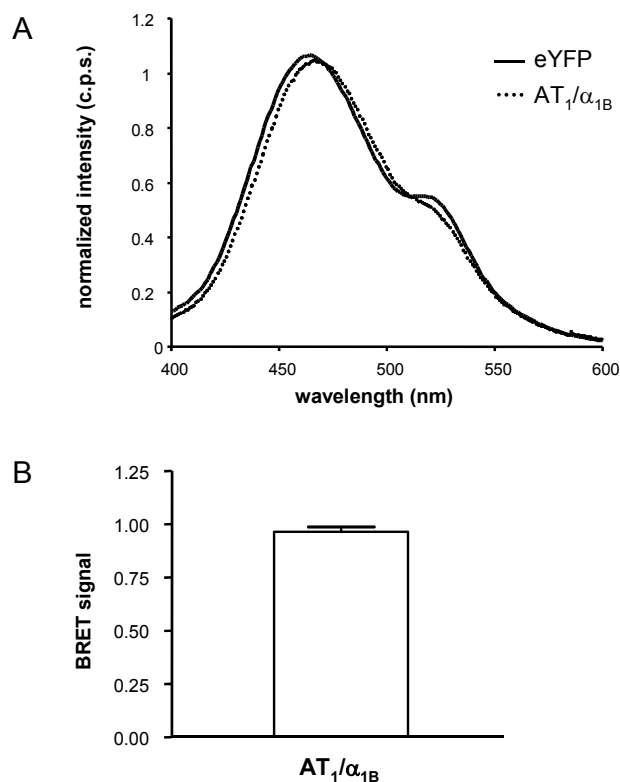 A
1.2
1
0.8
0.6
0.4
0.2
0
normalized intensity (c.p.s.)
eYFP
AT₁/α₁B
400
450
500
550
600
wavelength (nm)
B
1.25
1.00
0.75
0.50
0.25
0.00
BRET signal
AT₁/α₁B